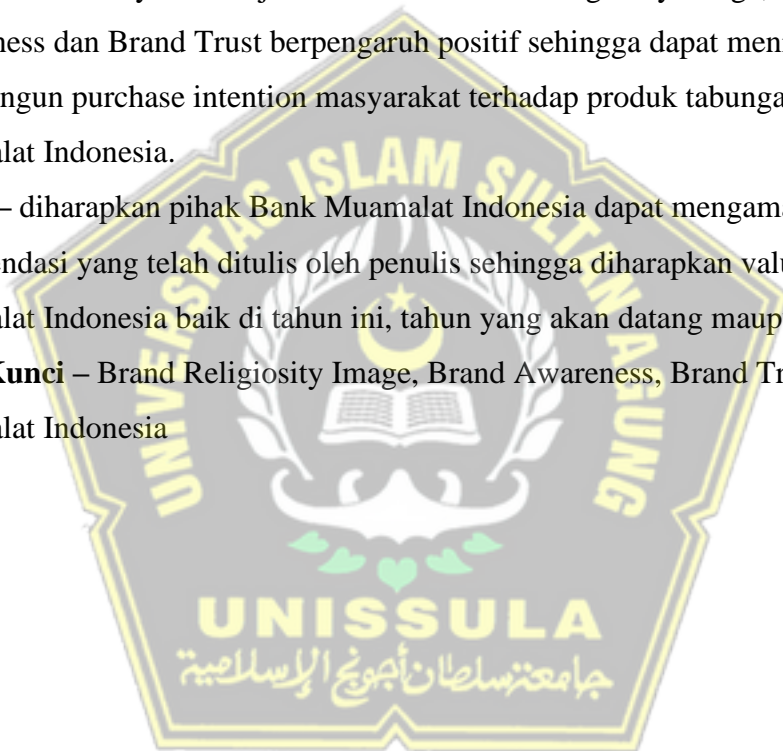 ness dan Brand Trust berpengaruh positif sehingga dapat men
ngun purchase intention masyarakat terhadap produk tabunga
alat Indonesia.
– diharapkan pihak Bank Muamalat Indonesia dapat mengama
endasi yang telah ditulis oleh penulis sehingga diharapkan valu
alat Indonesia baik di tahun ini, tahun yang akan datang maup
Kunci – Brand Religiosity Image, Brand Awareness, Brand Tr
alat Indonesia
UNIVERSITAS ISLAM SULTAN AGUNG
UNISSULA
جامعة سلطان أجونج الإسلامية